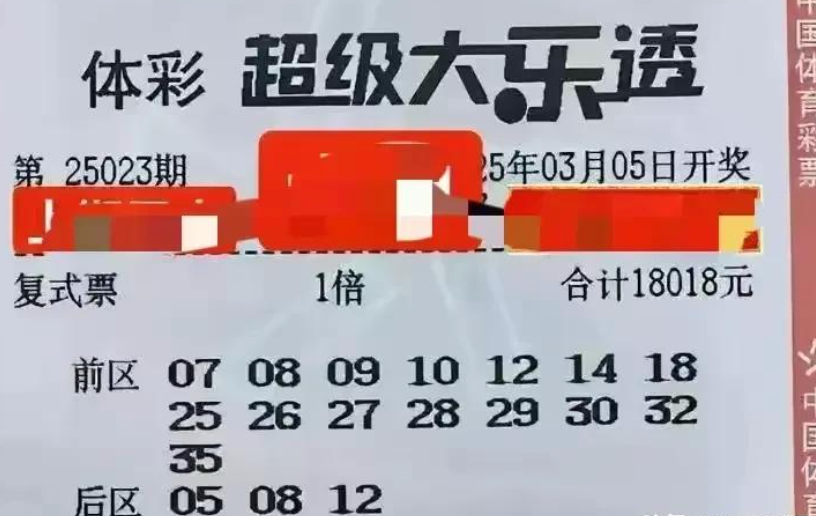 体彩 超级大乐透
第 25023期 25年03月05日开奖
复式票 1倍 合计18018元
前区 07 08 09 10 12 14 18
25 26 27 28 29 30 32
35
后区 05 08 12
中国体育彩票
中国体育